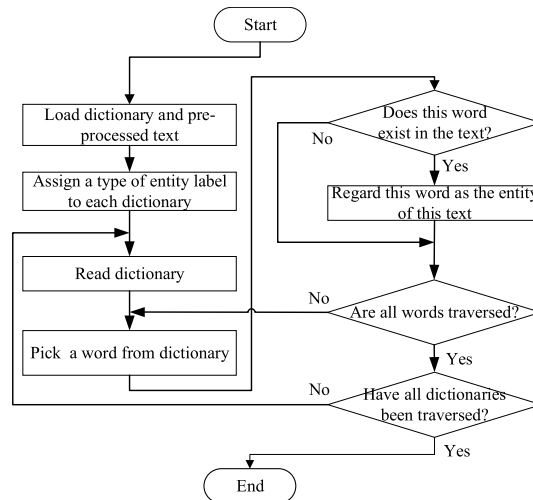 Start
Load dictionary and pre-
processed text
Assign a type of entity label
to each dictionary
Read dictionary
Pick a word from dictionary
Does this word
exist in the text?
No
Yes
Regard this word as the entity
of this text
Are all words traversed?
No
Yes
Have all dictionaries
been traversed?
No
Yes
End